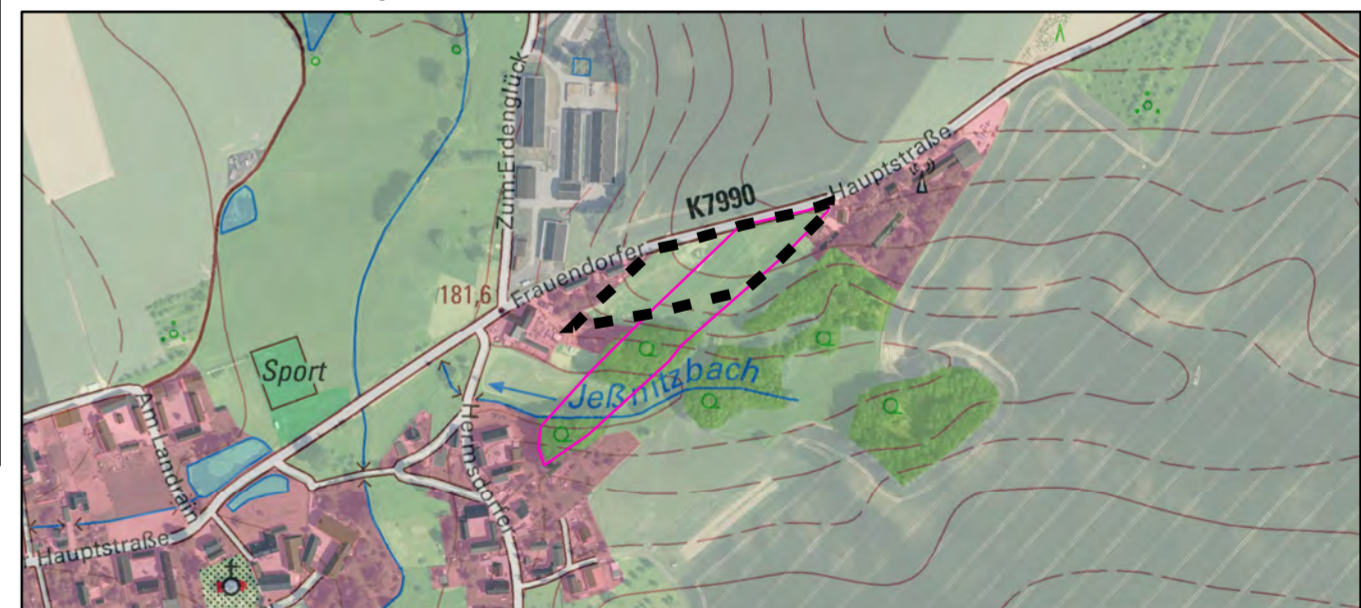 Zum Erdenglück
K7990
Hauptstraße
Frauendorfer
181,6
Sport
Jeßnitzbach
Am Landrain
Hermsdorfer
Hauptstraße